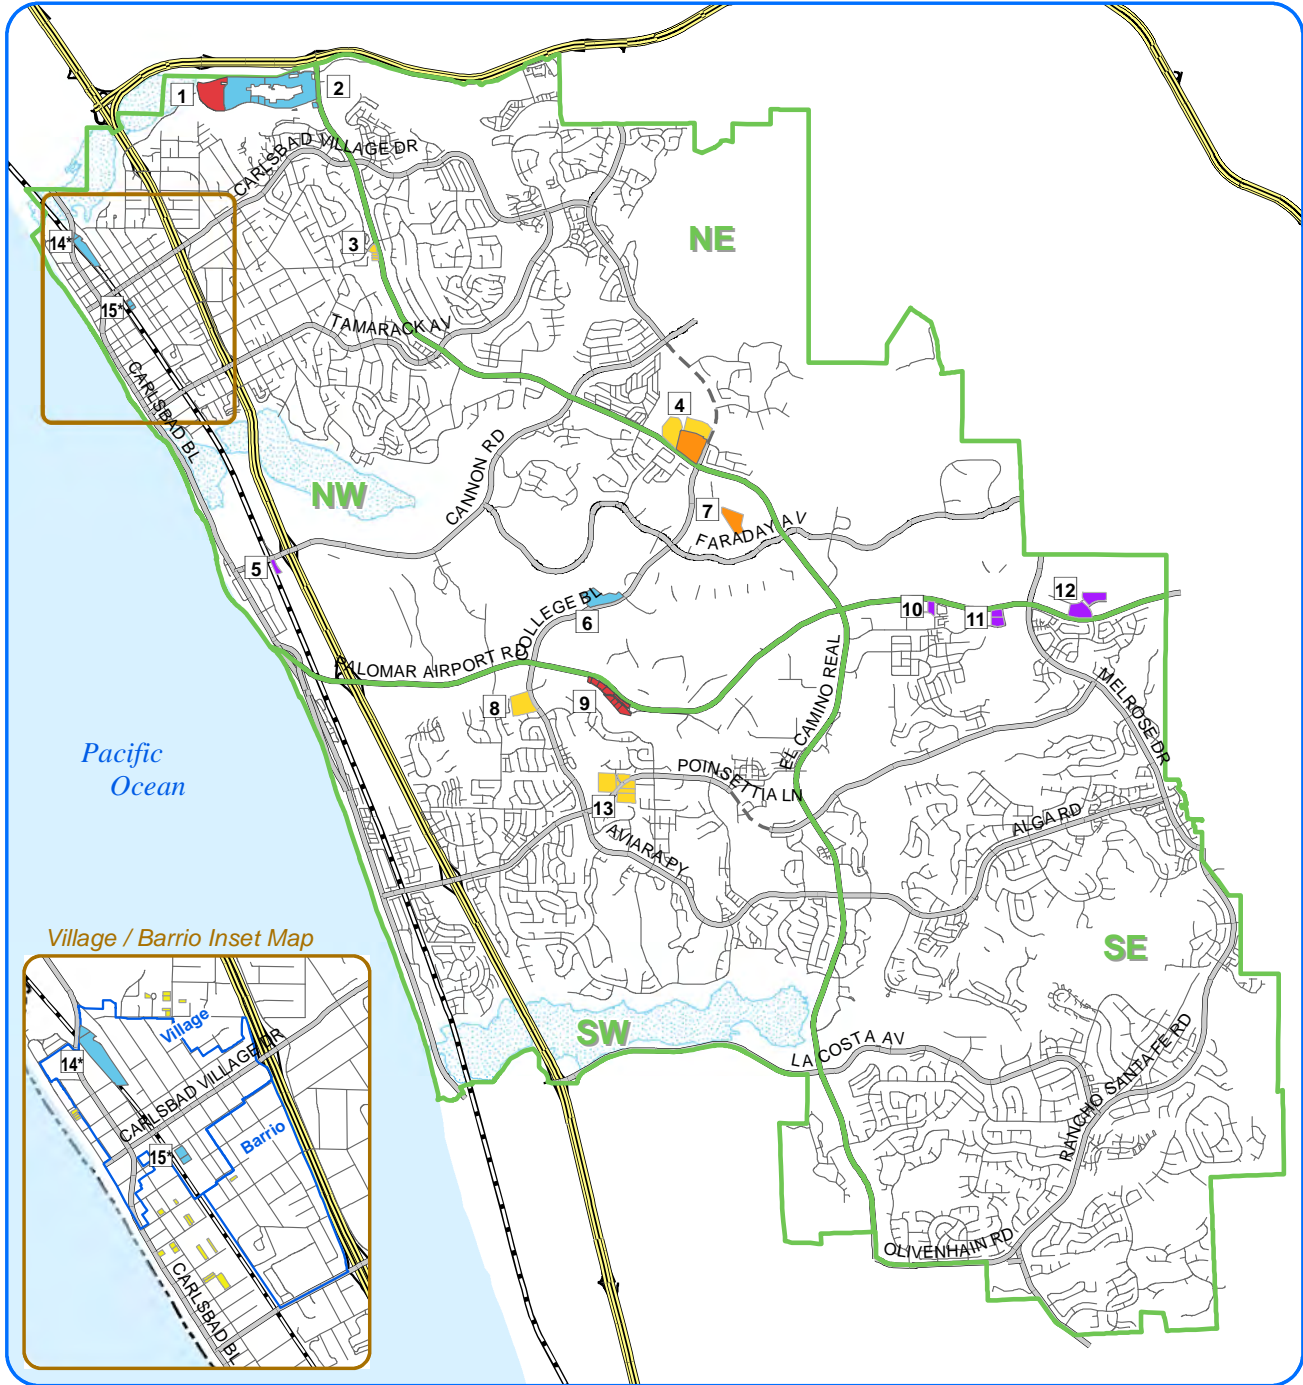 1
2
CARLSBAD VILLAGE DR
NE
14*
3
15*
TAMARACK AV
CARLSBAD BL
4
CANNON RD
NW
7
FARADAY AV
5
12
COLLEGE BL
10
11
6
PALOMAR AIRPORT RD
EL CAMINO REAL
MELROSE DR
8
9
Pacific
Ocean
POINSETTIA LN
13
ALGA RD
AVIARA PY
Village / Barrio Inset Map
SE
SW
LA COSTA AV
RANCHO SANTA FE RD
OLIVENHAIN RD
Village
14*
CARLSBAD VILLAGE DR
Barrio
15*
CARLSBAD BL